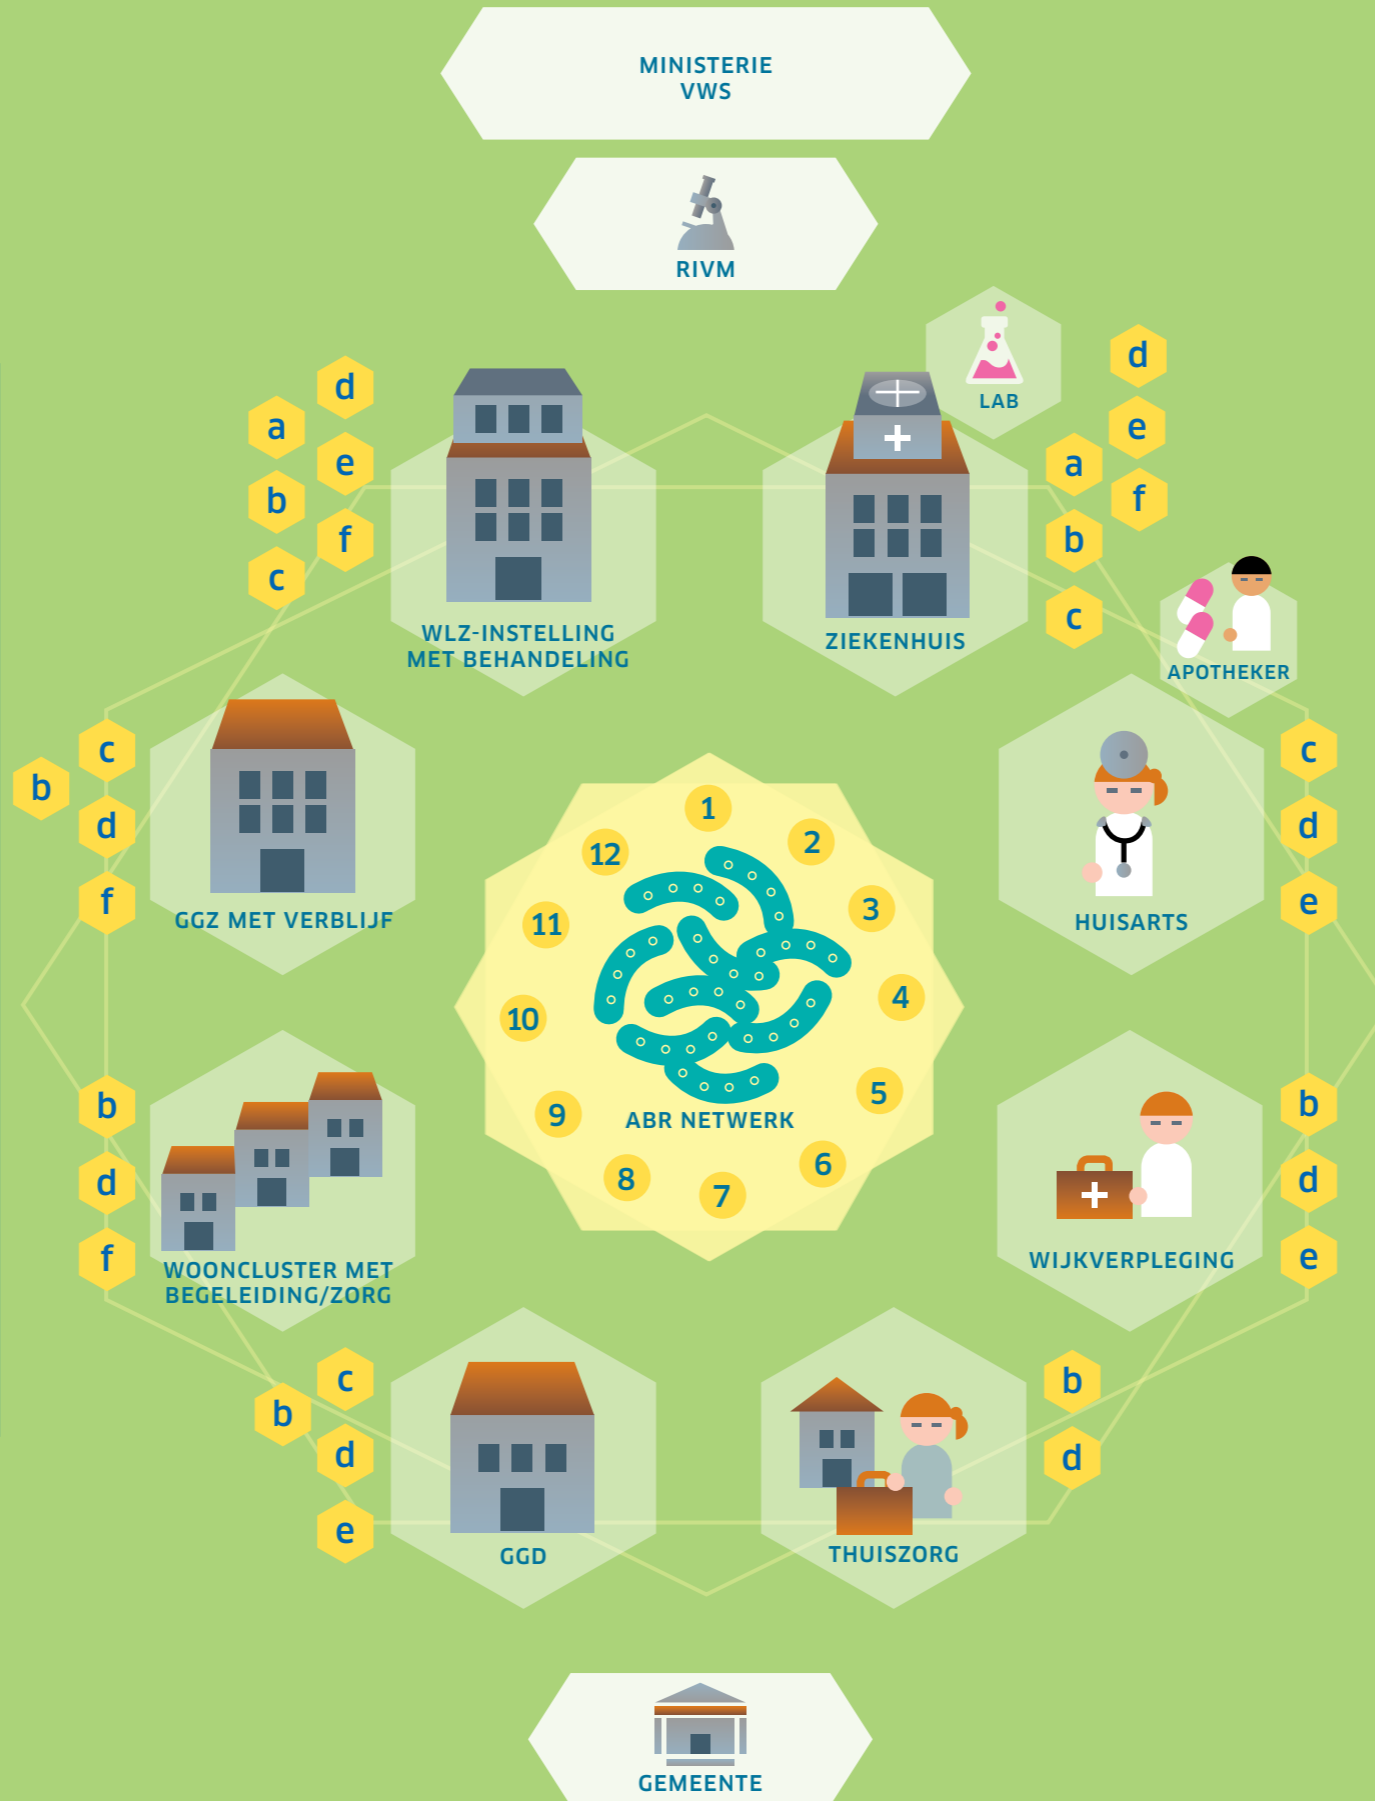 MINISTERIE
VWS
RIVM
LAB
d
a
e
b
f
c
WLZ-INSTELLING
MET BEHANDELING
ZIEKENHUIS
d
e
a
f
b
c
APOTHEKER
c
b
d
f
GGZ MET VERBLIJF
HUISARTS
c
d
e
1
2
3
4
5
6
7
8
9
10
11
12
ABR NETWERK
b
d
f
WOONCLUSTER MET
BEGELEIDING/ZORG
WIJKVERPLEGING
b
d
e
c
b
d
e
GGD
THUISZORG
b
d
GEMEENTE